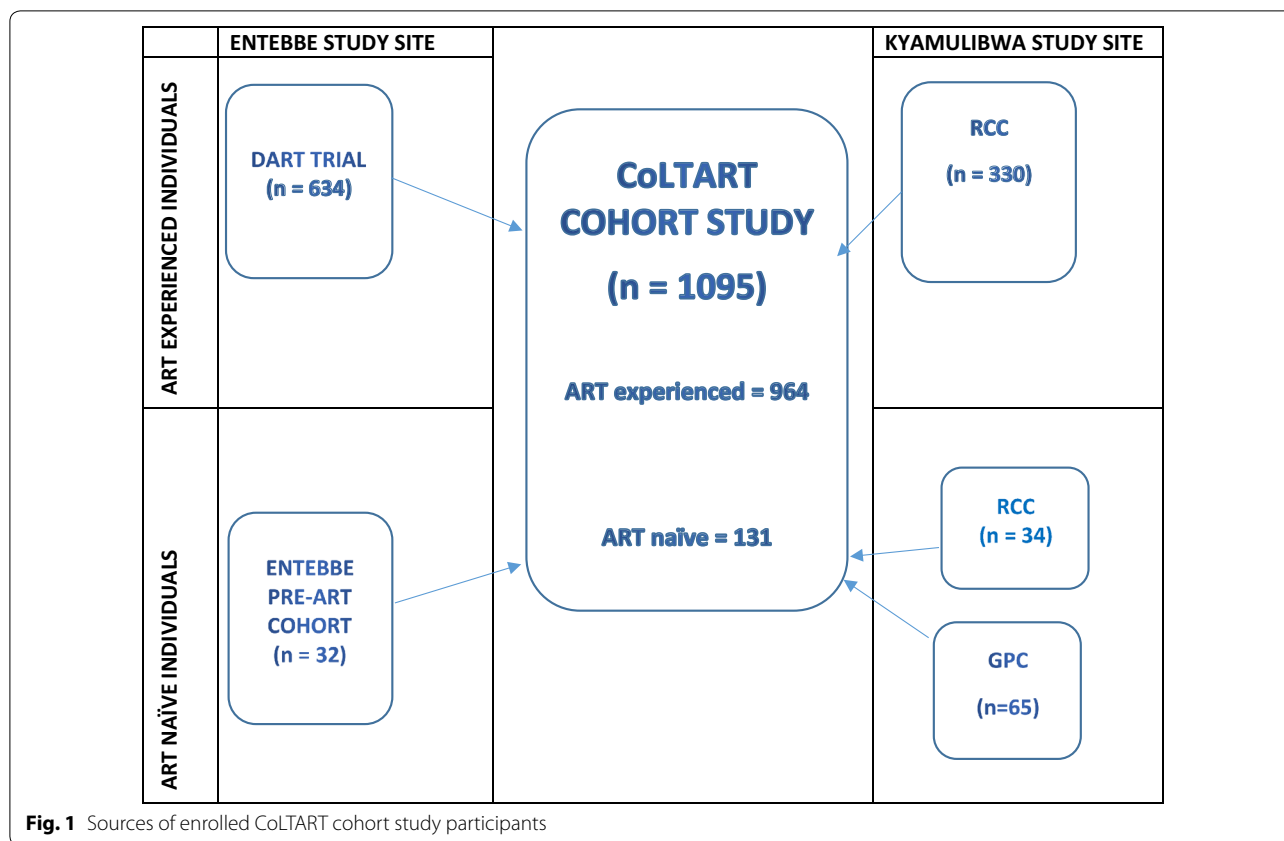 ENTEBBE STUDY SITE
KYAMULIBWA STUDY SITE
ART EXPERIENCED INDIVIDUALS
DART TRIAL
(n = 634)
CoLTART
COHORT STUDY
(n = 1095)
ART experienced = 964
ART naïve = 131
RCC
(n = 330)
ART NAÏVE INDIVIDUALS
ENTEBBE
PRE-ART
COHORT
(n = 32)
RCC
(n = 34)
GPC
(n=65)
Fig. 1 Sources of enrolled CoLTART cohort study participants